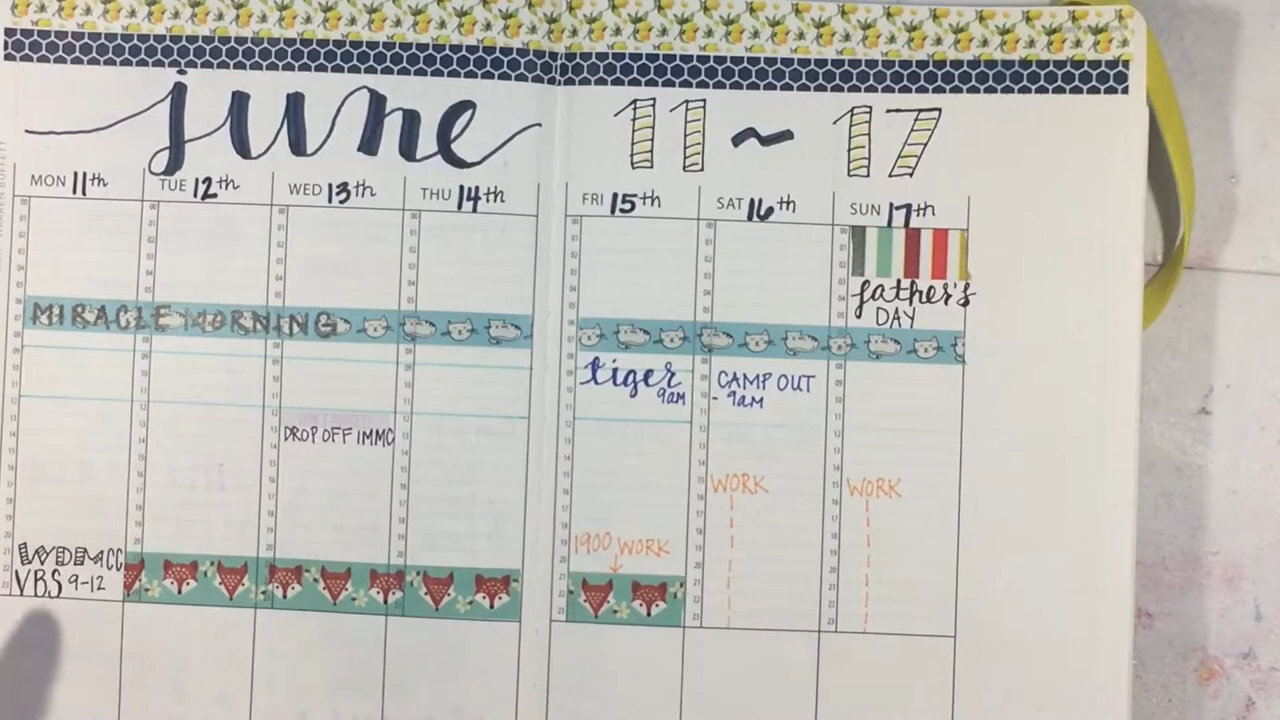 june 11 ~ 17
MON 11th TUE 12th WED 13th THU 14th FRI 15th SAT 16th SUN 17th
father's
DAY
MIRACLE MORNING
tiger
9am
CAMP OUT
- 9am
DROP OFF IMMC
WORK
WORK
1900 WORK
WDMCC
VBS 9-12